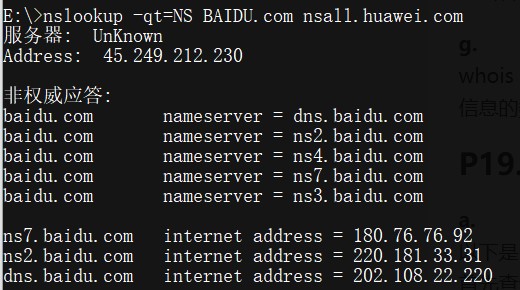 E:\>nslookup -qt=NS BAIDU.com nsall.huawei.com
服务器:  UnKnown
Address:  45.249.212.230
非权威应答:
baidu.com       nameserver = dns.baidu.com
baidu.com       nameserver = ns2.baidu.com
baidu.com       nameserver = ns4.baidu.com
baidu.com       nameserver = ns7.baidu.com
baidu.com       nameserver = ns3.baidu.com
ns7.baidu.com   internet address = 180.76.76.92
ns2.baidu.com   internet address = 220.181.33.31
dns.baidu.com   internet address = 202.108.22.220
g.
whois
信息的
P19.
a